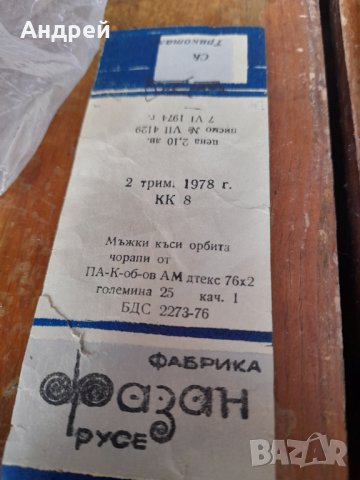 Андрей
СА
Трикотаж
цена 2,10 лв.
писмо № VII 4129
7 VI 1974 г.
2 трим. 1978 г.
КК 8
Мъжки къси орбита
чорапи от
ПА-К-об-ов АМ дтекс 76х2
големина 25 кач. 1
БДС 2273-76
ФАБРИКА
Фазан
РУСЕ
BAZAR